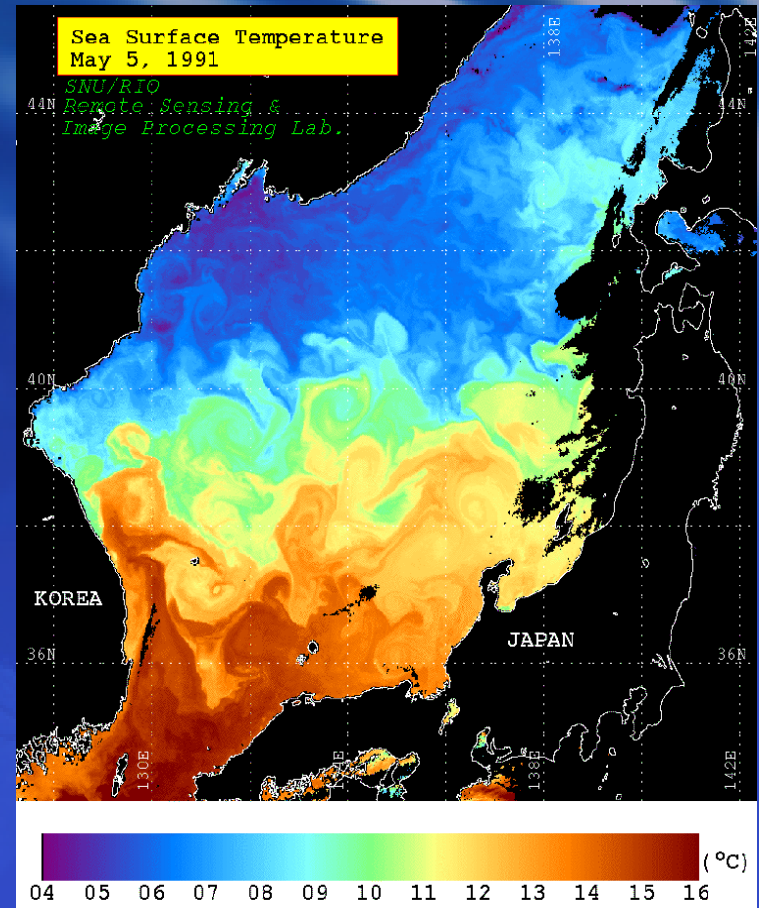 Sea Surface Temperature
May 5, 1991
SNU/RIO
Remote Sensing &
Image Processing Lab.
138E
142E
44N
44N
40N
40N
KOREA
JAPAN
36N
36N
130E
138E
142E
(°C)
04 05 06 07 08 09 10 11 12 13 14 15 16